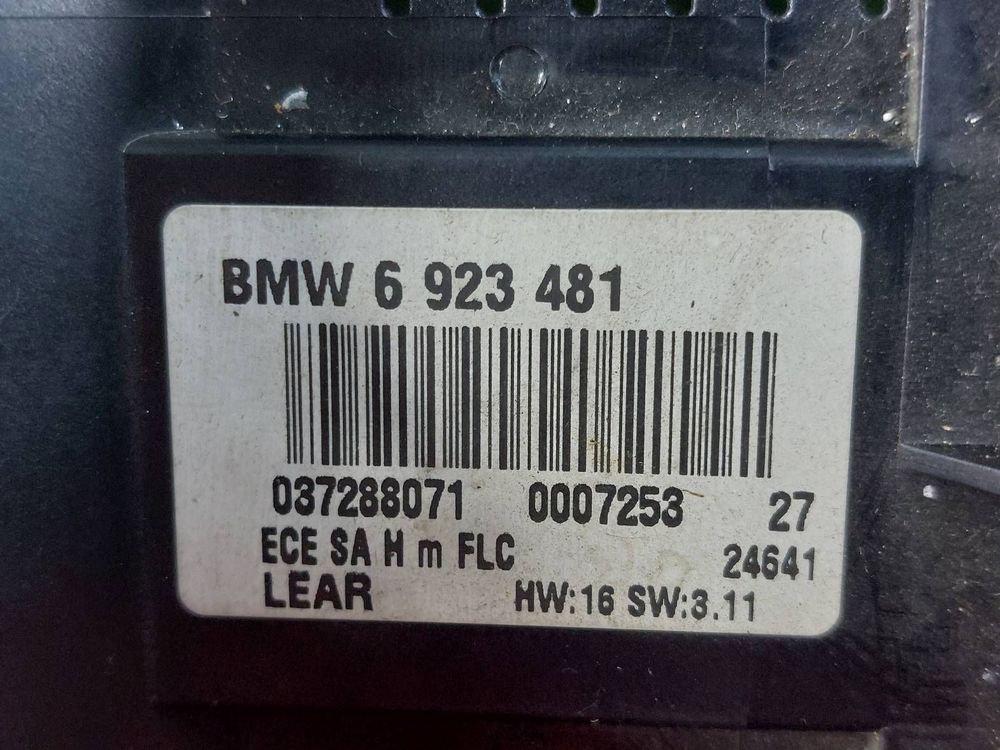 BMW 6 923 481
037288071 0007253 27
ECE SA H m FLC 24641
LEAR HW:16 SW:3.11